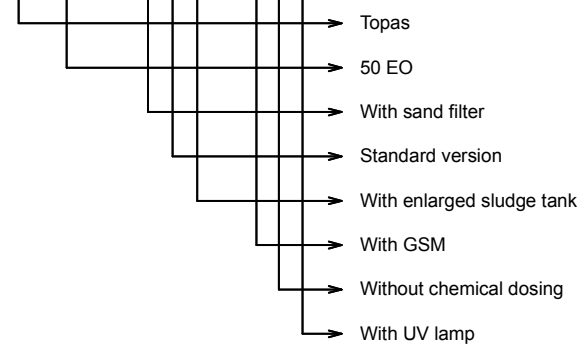 Topas
50 EO
With sand filter
Standard version
With enlarged sludge tank
With GSM
Without chemical dosing
With UV lamp